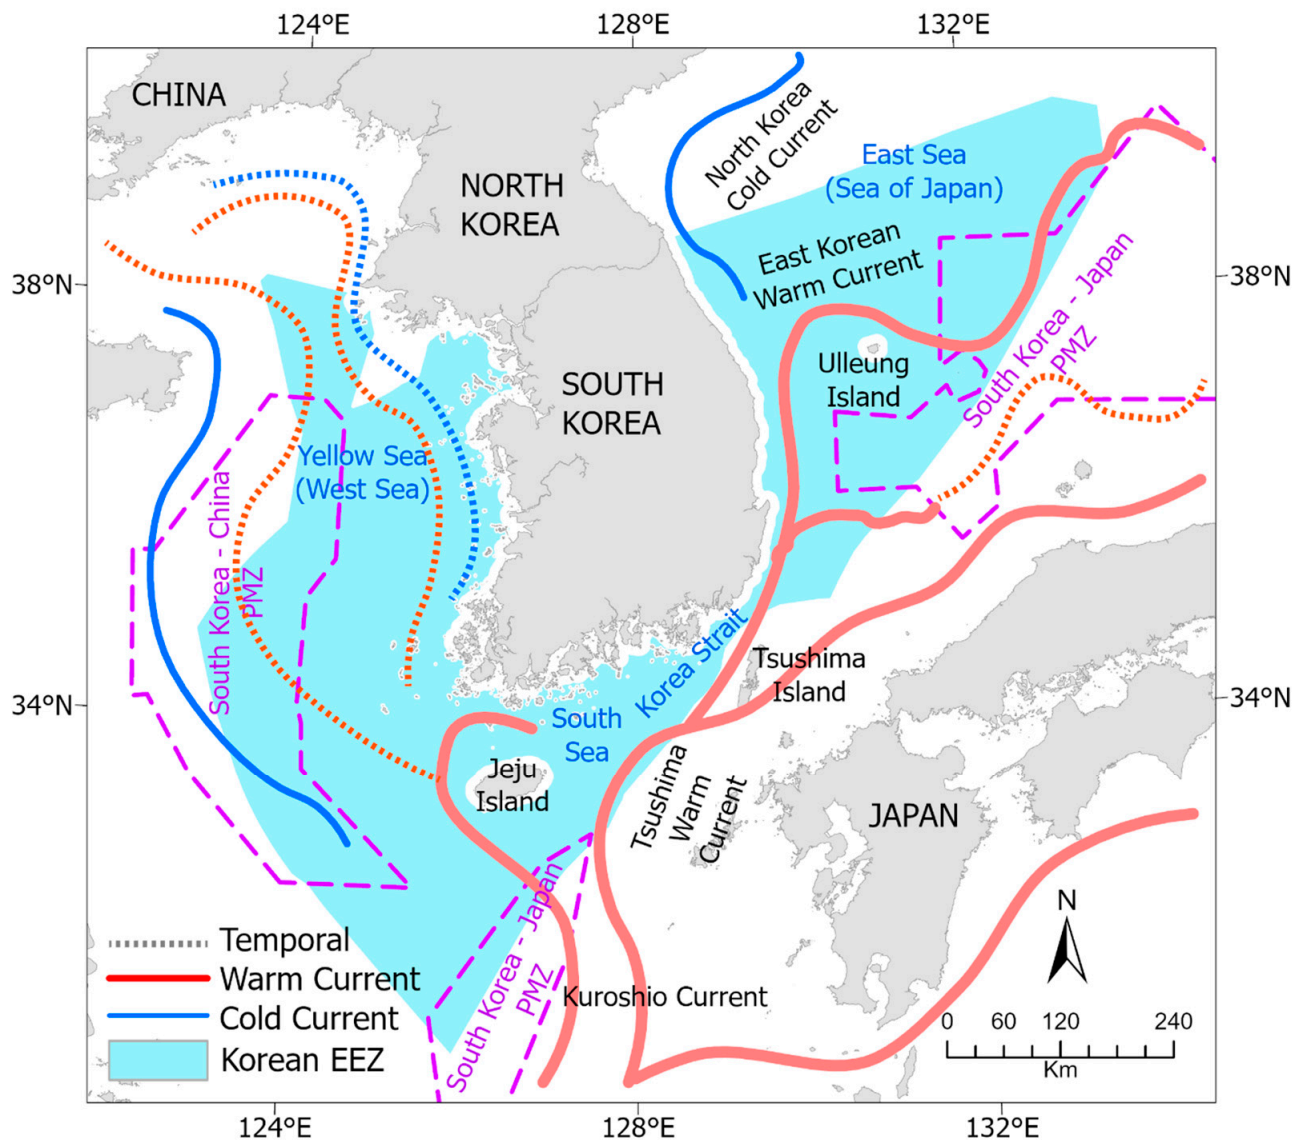 124°E
128°E
132°E
CHINA
North Korea
Cold Current
East Sea
(Sea of Japan)
NORTH
KOREA
East Korean
Warm Current
38°N
38°N
South Korea - Japan
PMZ
Ulleung
Island
SOUTH
KOREA
Yellow Sea
(West Sea)
South Korea - China
PMZ
Korea Strait
Tsushima
Island
34°N
34°N
South
Sea
Jeju
Island
Tsushima
Warm
Current
JAPAN
South Korea - Japan
PMZ
Kuroshio Current
N
Temporal
Warm Current
Cold Current
Korean EEZ
0 60 120 240
Km
124°E
128°E
132°E